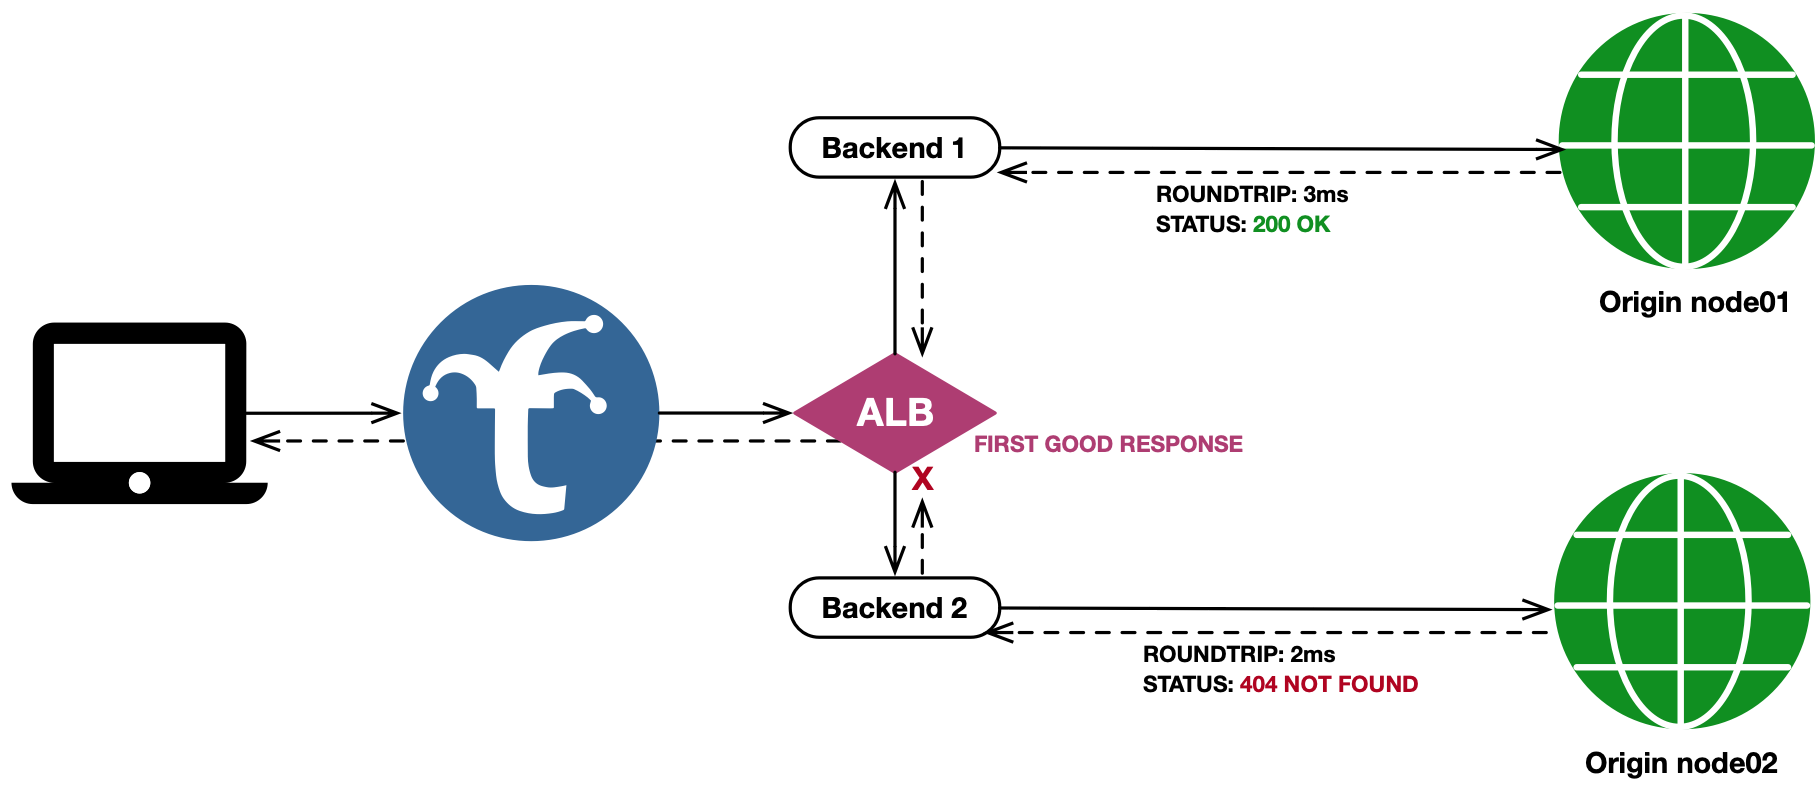 Backend 1
ROUNDTRIP: 3ms
STATUS: 200 OK
Origin node01
ALB
FIRST GOOD RESPONSE
X
Backend 2
ROUNDTRIP: 2ms
STATUS: 404 NOT FOUND
Origin node02